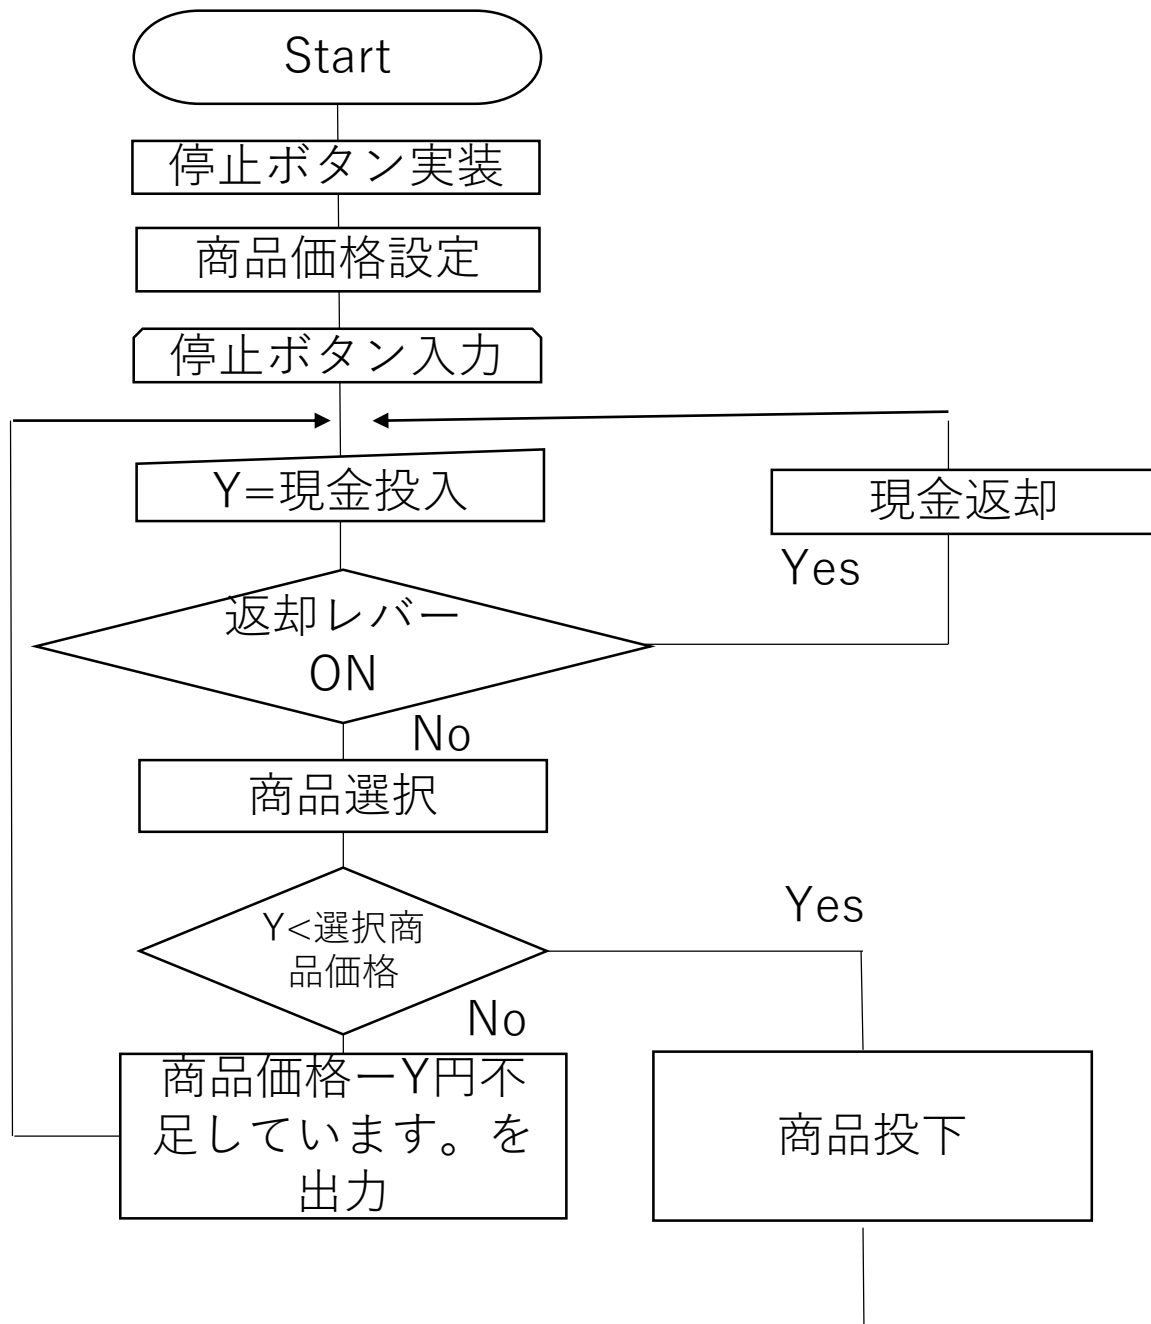 Start
停止ボタン実装
商品価格設定
停止ボタン入力
Y=現金投入
現金返却
Yes
返却レバー
ON
No
商品選択
Yes
Y<選択商
品価格
No
商品価格ーY円不
足しています。を
出力
商品投下